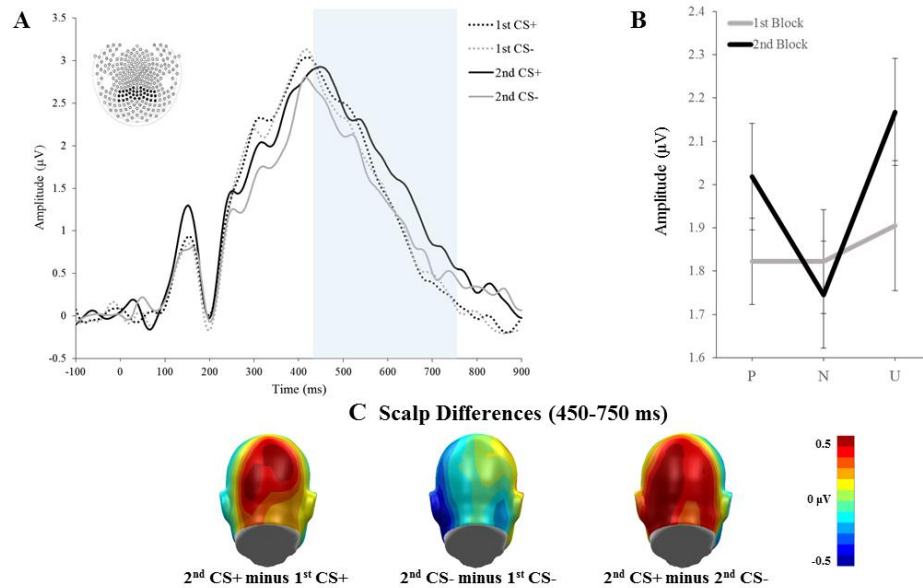 A
Amplitude (µV)
3.5
3
2.5
2
1.5
1
0.5
0
-0.5
-100 0 100 200 300 400 500 600 700 800 900
Time (ms)
1st CS+
1st CS-
2nd CS+
2nd CS-
B
Amplitude (µV)
2.4
2.3
2.2
2.1
2
1.9
1.8
1.7
1.6
P N U
1st Block
2nd Block
C Scalp Differences (450-750 ms)
2nd CS+ minus 1st CS+
2nd CS- minus 1st CS-
2nd CS+ minus 2nd CS-
0.5
0 µV
-0.5